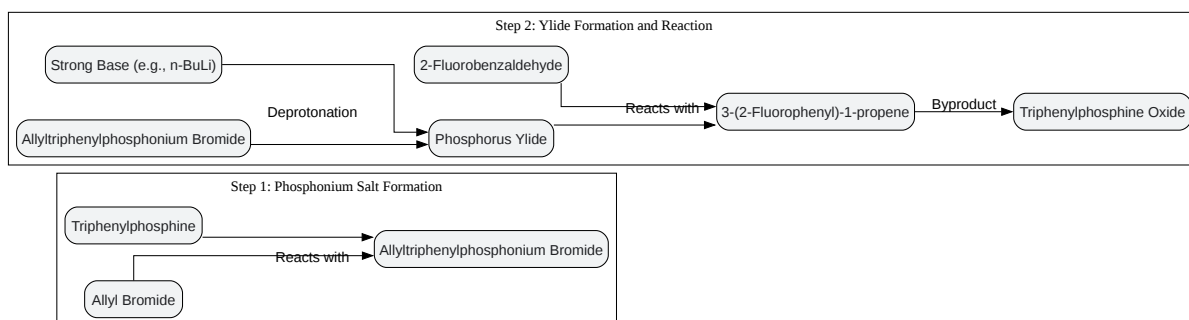 Step 2: Ylide Formation and Reaction
Strong Base (e.g., n-BuLi)
2-Fluorobenzaldehyde
Deprotonation
Reacts with
3-(2-Fluorophenyl)-1-propene
Byproduct
Triphenylphosphine Oxide
Allyltriphenylphosphonium Bromide
Phosphorus Ylide
Step 1: Phosphonium Salt Formation
Triphenylphosphine
Allyltriphenylphosphonium Bromide
Reacts with
Allyl Bromide